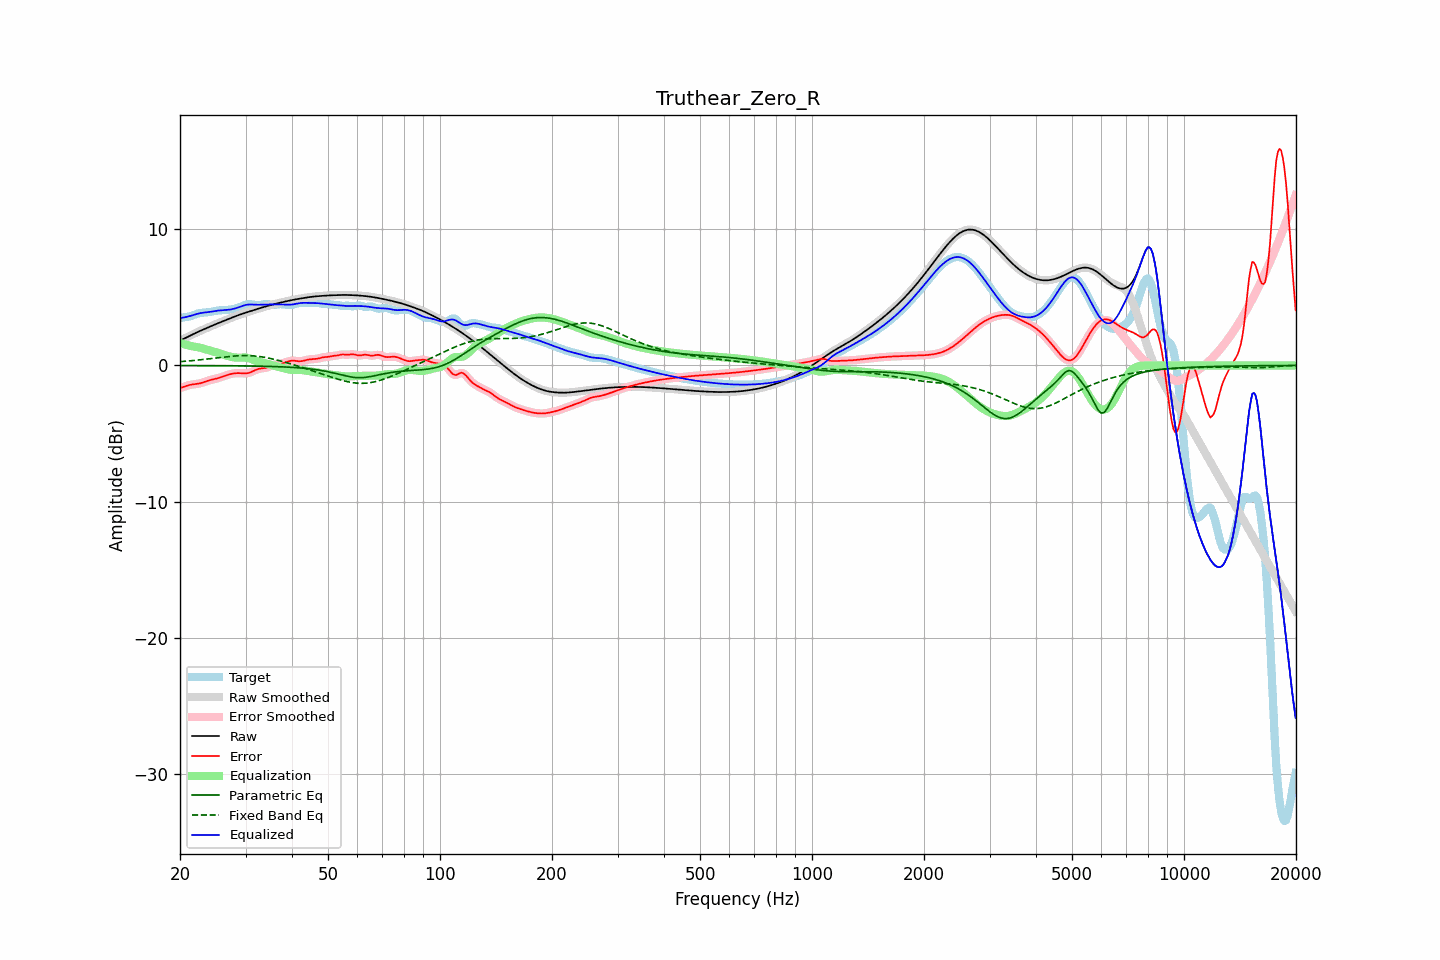 Truthear_Zero_R
10
0
−10
−20
−30
Amplitude (dBr)
Target
Raw Smoothed
Error Smoothed
Raw
Error
Equalization
Parametric Eq
Fixed Band Eq
Equalized
20 50 100 200 500 1000 2000 5000 10000 20000
Frequency (Hz)